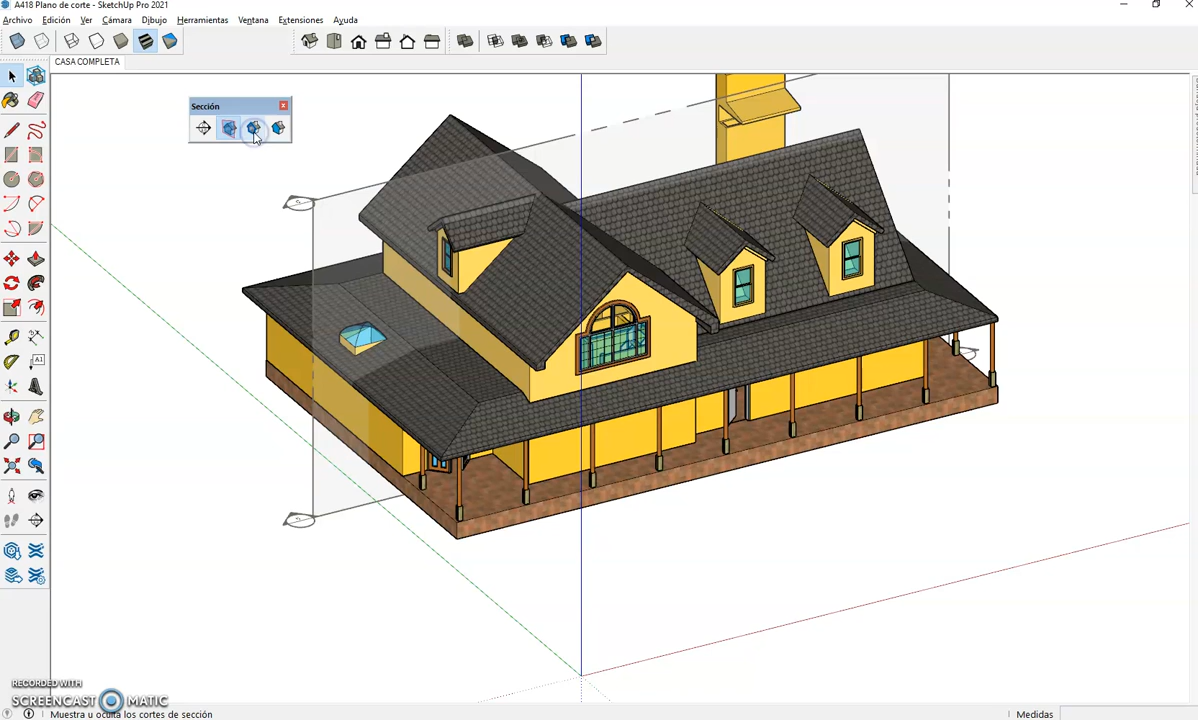 A418 Plano de corte - SketchUp Pro 2021
Archivo Edición Ver Cámara Dibujo Herramientas Ventana Extensiones Ayuda
CASA COMPLETA
Sección
A1
RECORDED WITH
SCREENCAST MATIC
Muestra u oculta los cortes de sección
Medidas